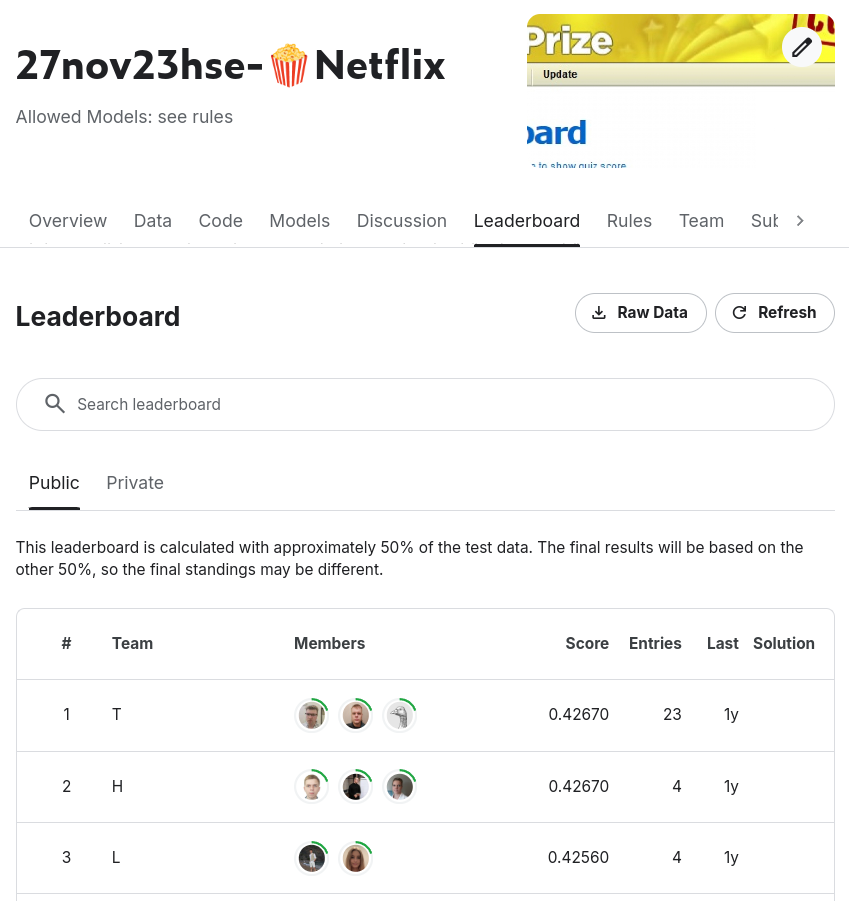 27nov23hse-🍿Netflix
Allowed Models: see rules
Prize
Update
oard
to show quiz score
Overview Data Code Models Discussion Leaderboard Rules Team Sub
Leaderboard
Raw Data Refresh
Search leaderboard
Public Private
This leaderboard is calculated with approximately 50% of the test data. The final results will be based on the
other 50%, so the final standings may be different.
# Team Members Score Entries Last Solution
1 T 0.42670 23 1y
2 H 0.42670 4 1y
3 L 0.42560 4 1y